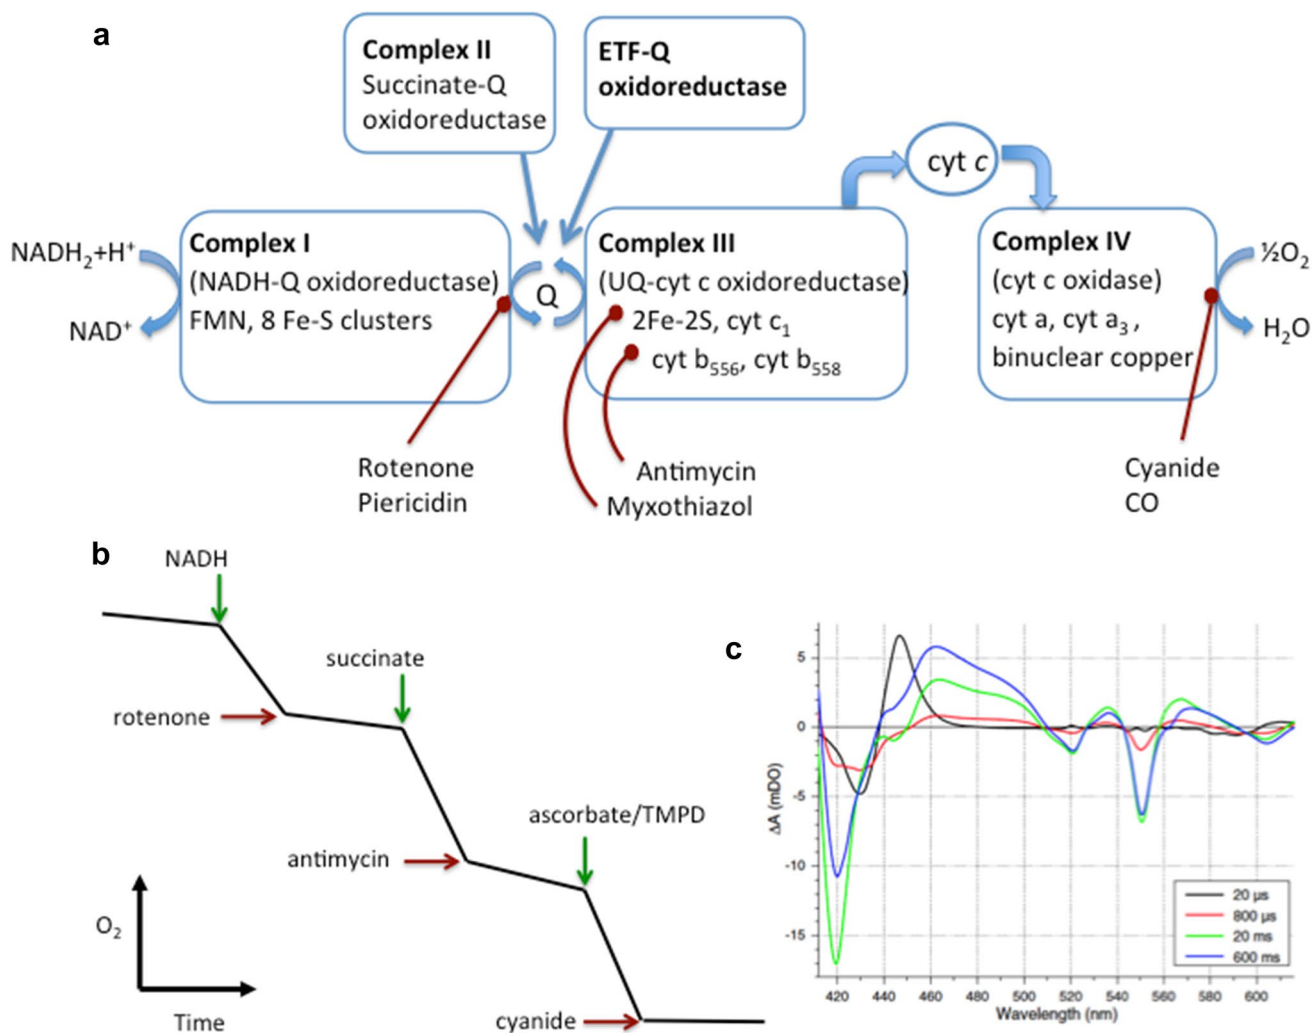 a
Complex II
Succinate-Q
oxidoreductase
ETF-Q
oxidoreductase
cyt c
NADH₂+H⁺
NAD⁺
Complex I
(NADH-Q oxidoreductase)
FMN, 8 Fe-S clusters
Q
Complex III
(UQ-cyt c oxidoreductase)
2Fe-2S, cyt c₁
cyt b₅₅₆, cyt b₅₅₈
Complex IV
(cyt c oxidase)
cyt a, cyt a₃ ,
binuclear copper
½O₂
H₂O
Rotenone
Piericidin
Antimycin
Myxothiazol
Cyanide
CO
b
NADH
succinate
rotenone
ascorbate/TMPD
antimycin
cyanide
O₂
Time
c
ΔA (mDO)
5
0
-5
-10
-15
420 440 460 480 500 520 540 560 580 600
Wavelength (nm)
20 µs
800 µs
20 ms
600 ms